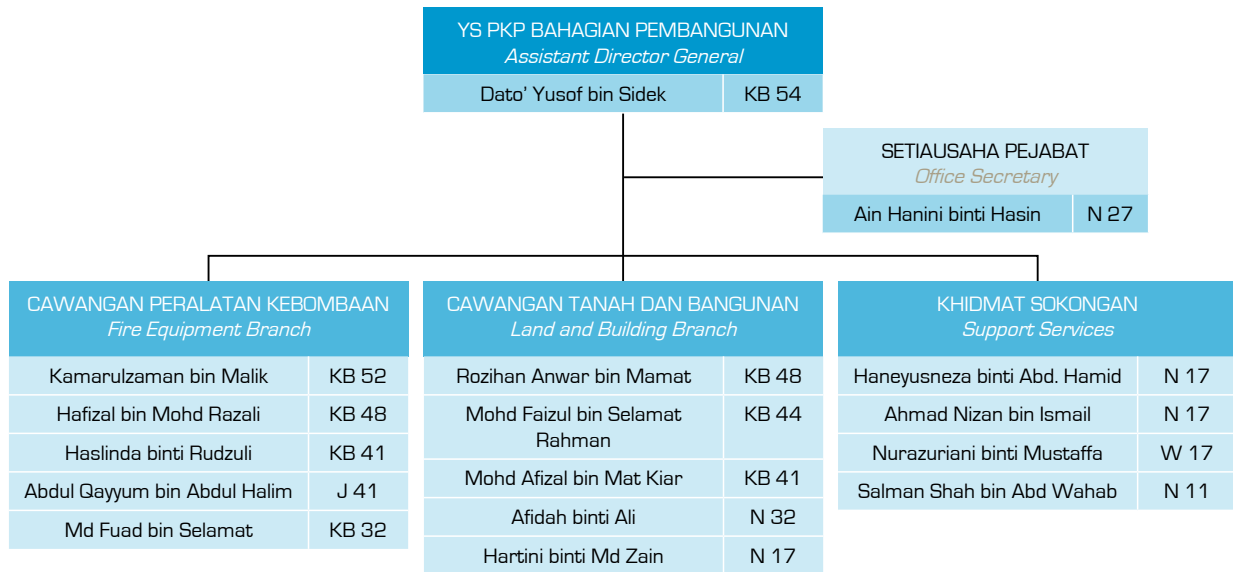 YS PKP BAHAGIAN PEMBANGUNAN
Assistant Director General
Dato' Yusof bin Sidek KB 54
SETIAUSAHA PEJABAT
Office Secretary
Ain Hanini binti Hasin N 27
CAWANGAN PERALATAN KEBOMBAAN
Fire Equipment Branch
Kamarulzaman bin Malik KB 52
Hafizal bin Mohd Razali KB 48
Haslinda binti Rudzuli KB 41
Abdul Qayyum bin Abdul Halim J 41
Md Fuad bin Selamat KB 32
CAWANGAN TANAH DAN BANGUNAN
Land and Building Branch
Rozihan Anwar bin Mamat KB 48
Mohd Faizul bin Selamat KB 44
Rahman
Mohd Afizal bin Mat Kiar KB 41
Afidah binti Ali N 32
Hartini binti Md Zain N 17
KHIDMAT SOKONGAN
Support Services
Haneyusneza binti Abd. Hamid N 17
Ahmad Nizan bin Ismail N 17
Nurazuriani binti Mustaffa W 17
Salman Shah bin Abd Wahab N 11